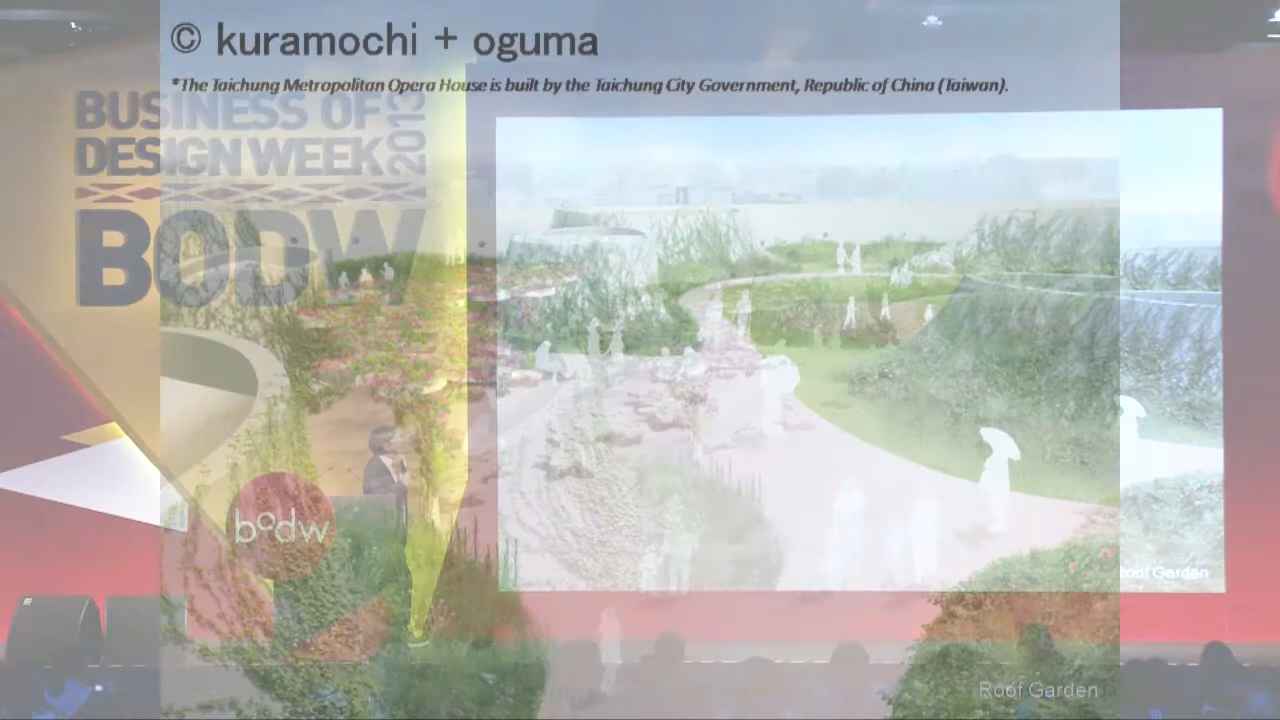 © kuramochi + oguma
*The Taichung Metropolitan Opera House is built by the Taichung City Government, Republic of China (Taiwan).
BUSINESS OF
DESIGN WEEK
2013
BODW
bodw
Roof Garden
Roof Garden